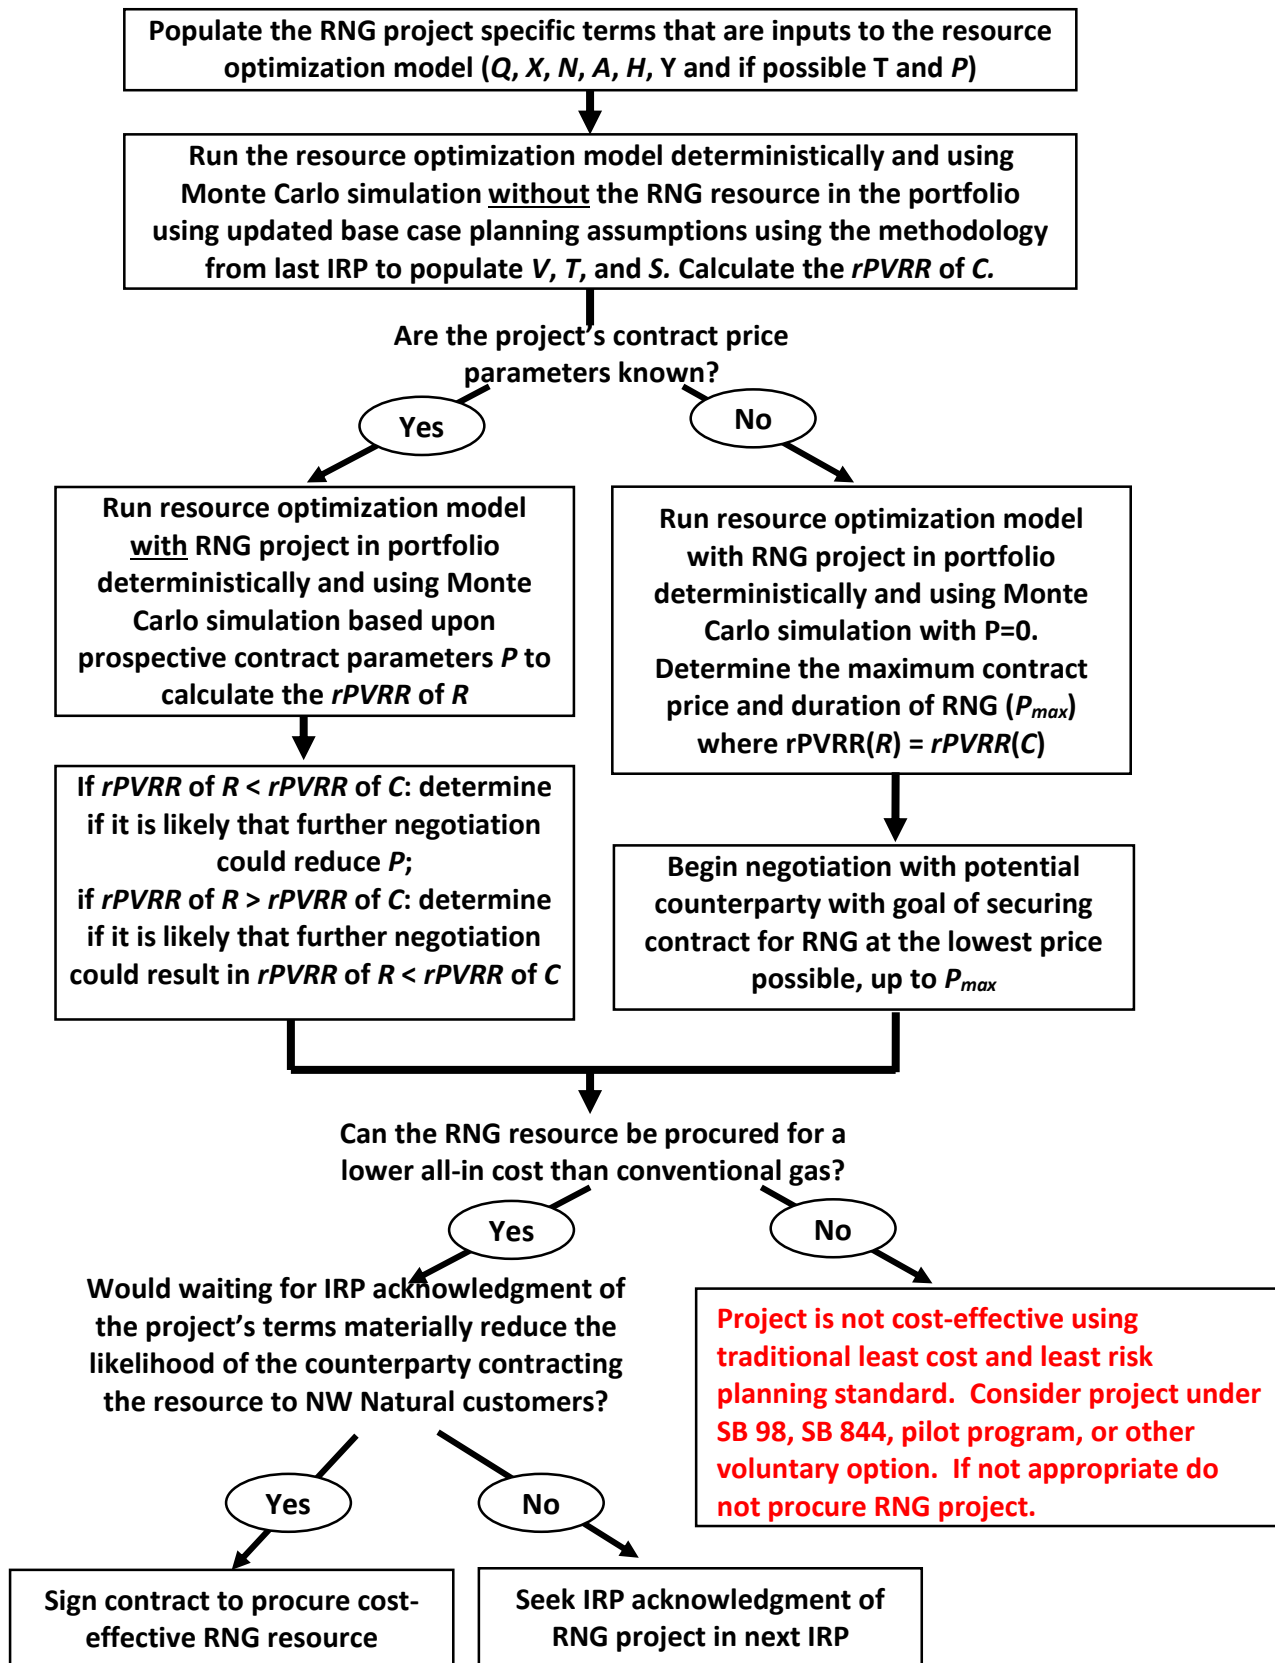 Populate the RNG project specific terms that are inputs to the resource
optimization model (Q, X, N, A, H, Y and if possible T and P)
Run the resource optimization model deterministically and using
Monte Carlo simulation without the RNG resource in the portfolio
using updated base case planning assumptions using the methodology
from last IRP to populate V, T, and S. Calculate the rPVRR of C.
Are the project's contract price
parameters known?
Yes
No
Run resource optimization model
with RNG project in portfolio
deterministically and using Monte
Carlo simulation based upon
prospective contract parameters P to
calculate the rPVRR of R
Run resource optimization model
with RNG project in portfolio
deterministically and using Monte
Carlo simulation with P=0.
Determine the maximum contract
price and duration of RNG (Pmax)
where rPVRR(R) = rPVRR(C)
If rPVRR of R < rPVRR of C: determine
if it is likely that further negotiation
could reduce P;
if rPVRR of R > rPVRR of C: determine
if it is likely that further negotiation
could result in rPVRR of R < rPVRR of C
Begin negotiation with potential
counterparty with goal of securing
contract for RNG at the lowest price
possible, up to Pmax
Can the RNG resource be procured for a
lower all-in cost than conventional gas?
Yes
No
Would waiting for IRP acknowledgment of
the project's terms materially reduce the
likelihood of the counterparty contracting
the resource to NW Natural customers?
Project is not cost-effective using
traditional least cost and least risk
planning standard. Consider project under
SB 98, SB 844, pilot program, or other
voluntary option. If not appropriate do
not procure RNG project.
Yes
No
Sign contract to procure cost-
effective RNG resource
Seek IRP acknowledgment of
RNG project in next IRP